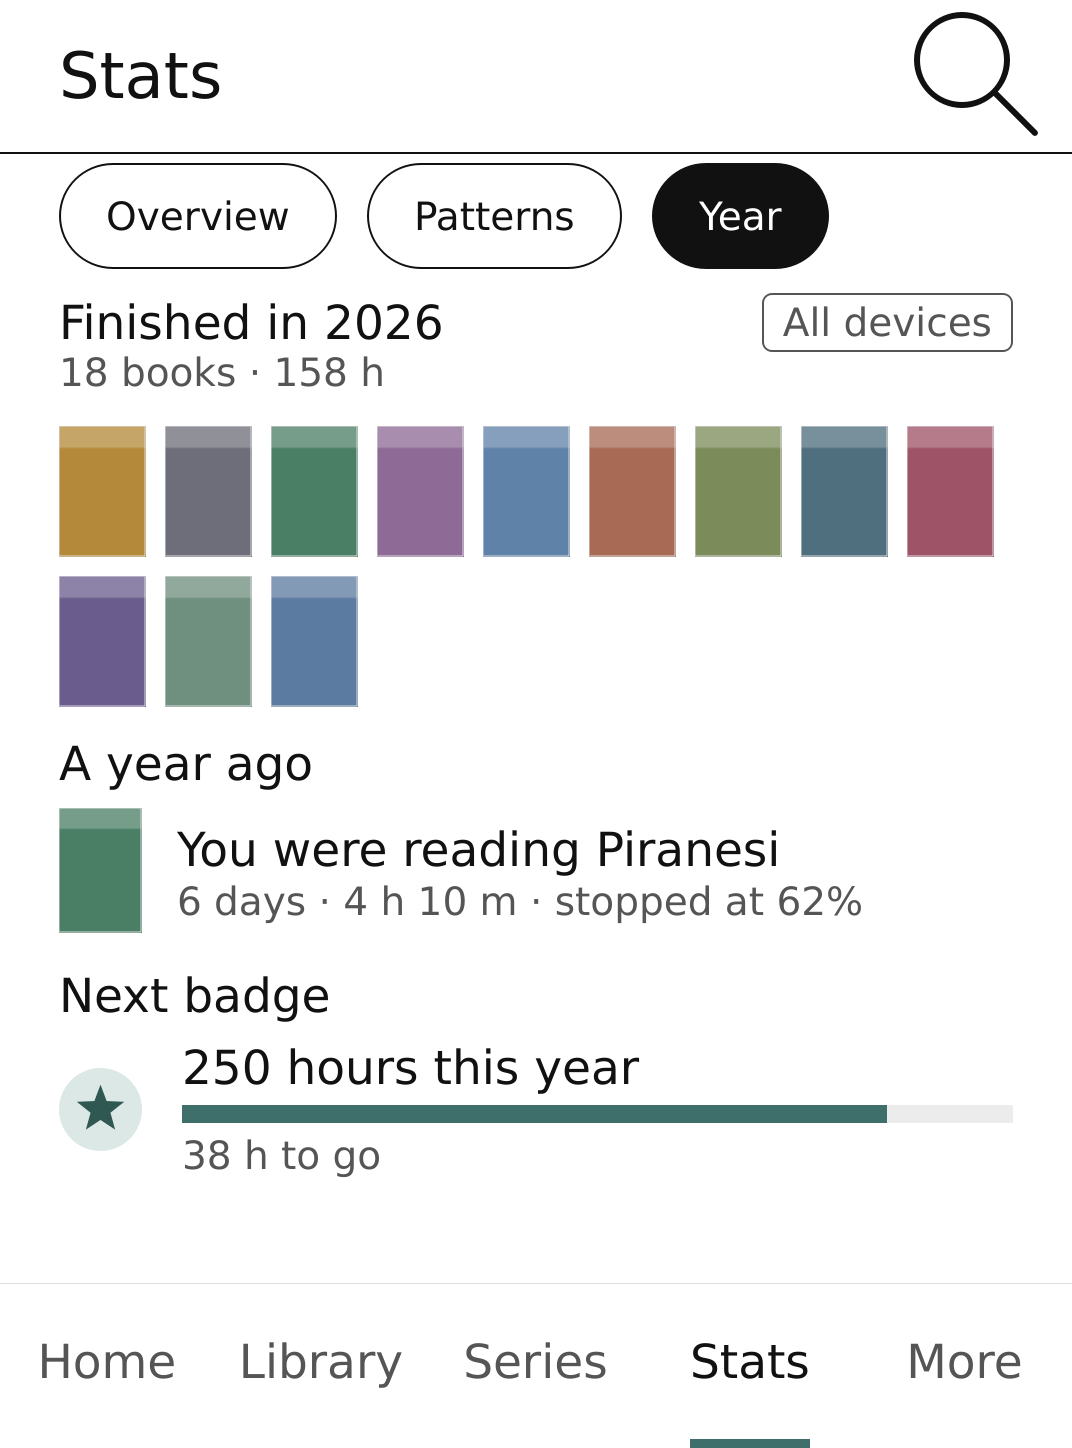 Stats
Overview Patterns Year
Finished in 2026 All devices
18 books · 158 h
A year ago
You were reading Piranesi
6 days · 4 h 10 m · stopped at 62%
Next badge
250 hours this year
38 h to go
Home Library Series Stats More